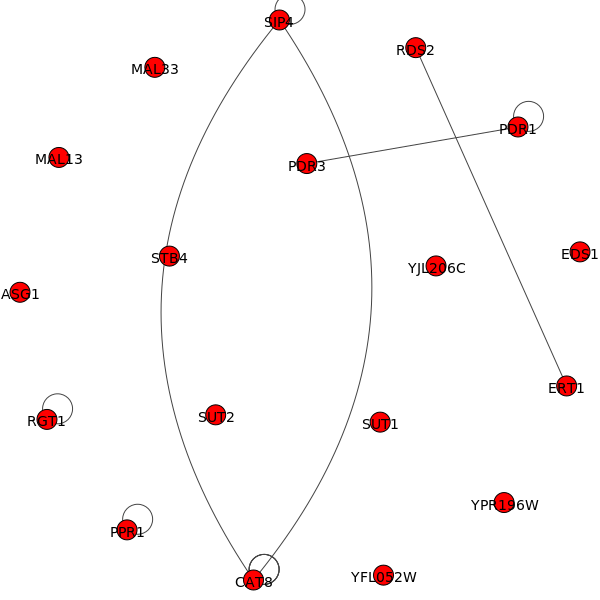 SIP4
RDS2
MAL33
PDR1
MAL13
PDR3
STB4
EDS1
YJL206C
ASG1
ERT1
RGT1
SUT2
SUT1
YPR196W
PPR1
CAT8
YFL052W